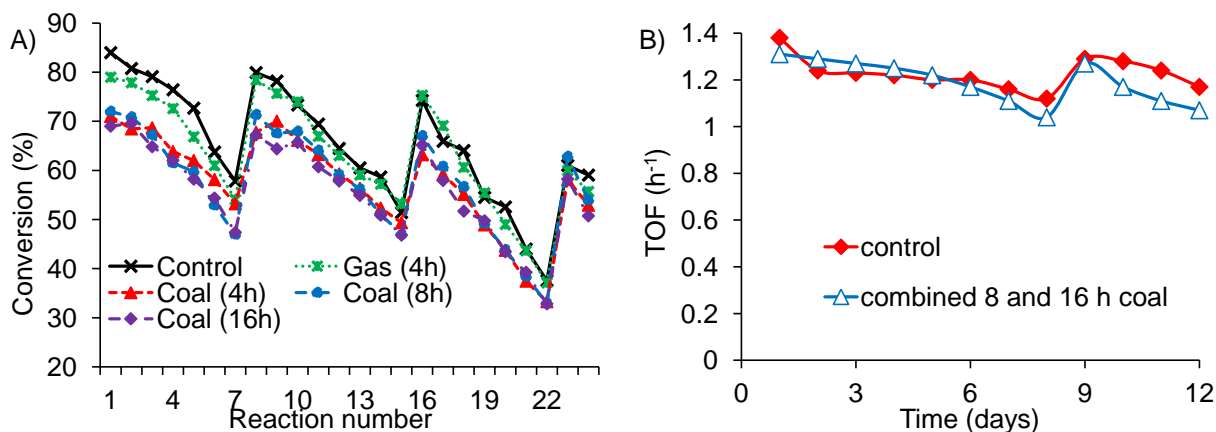 A)
Conversion (%)
90
80
70
60
50
40
30
20
Control
Gas (4h)
Coal (4h)
Coal (8h)
Coal (16h)
1
4
7
10
13
16
19
22
Reaction number
B)
TOF (h-1)
1.4
1.2
1
0.8
0.6
0.4
0.2
0
control
combined 8 and 16 h coal
0
3
6
9
12
Time (days)